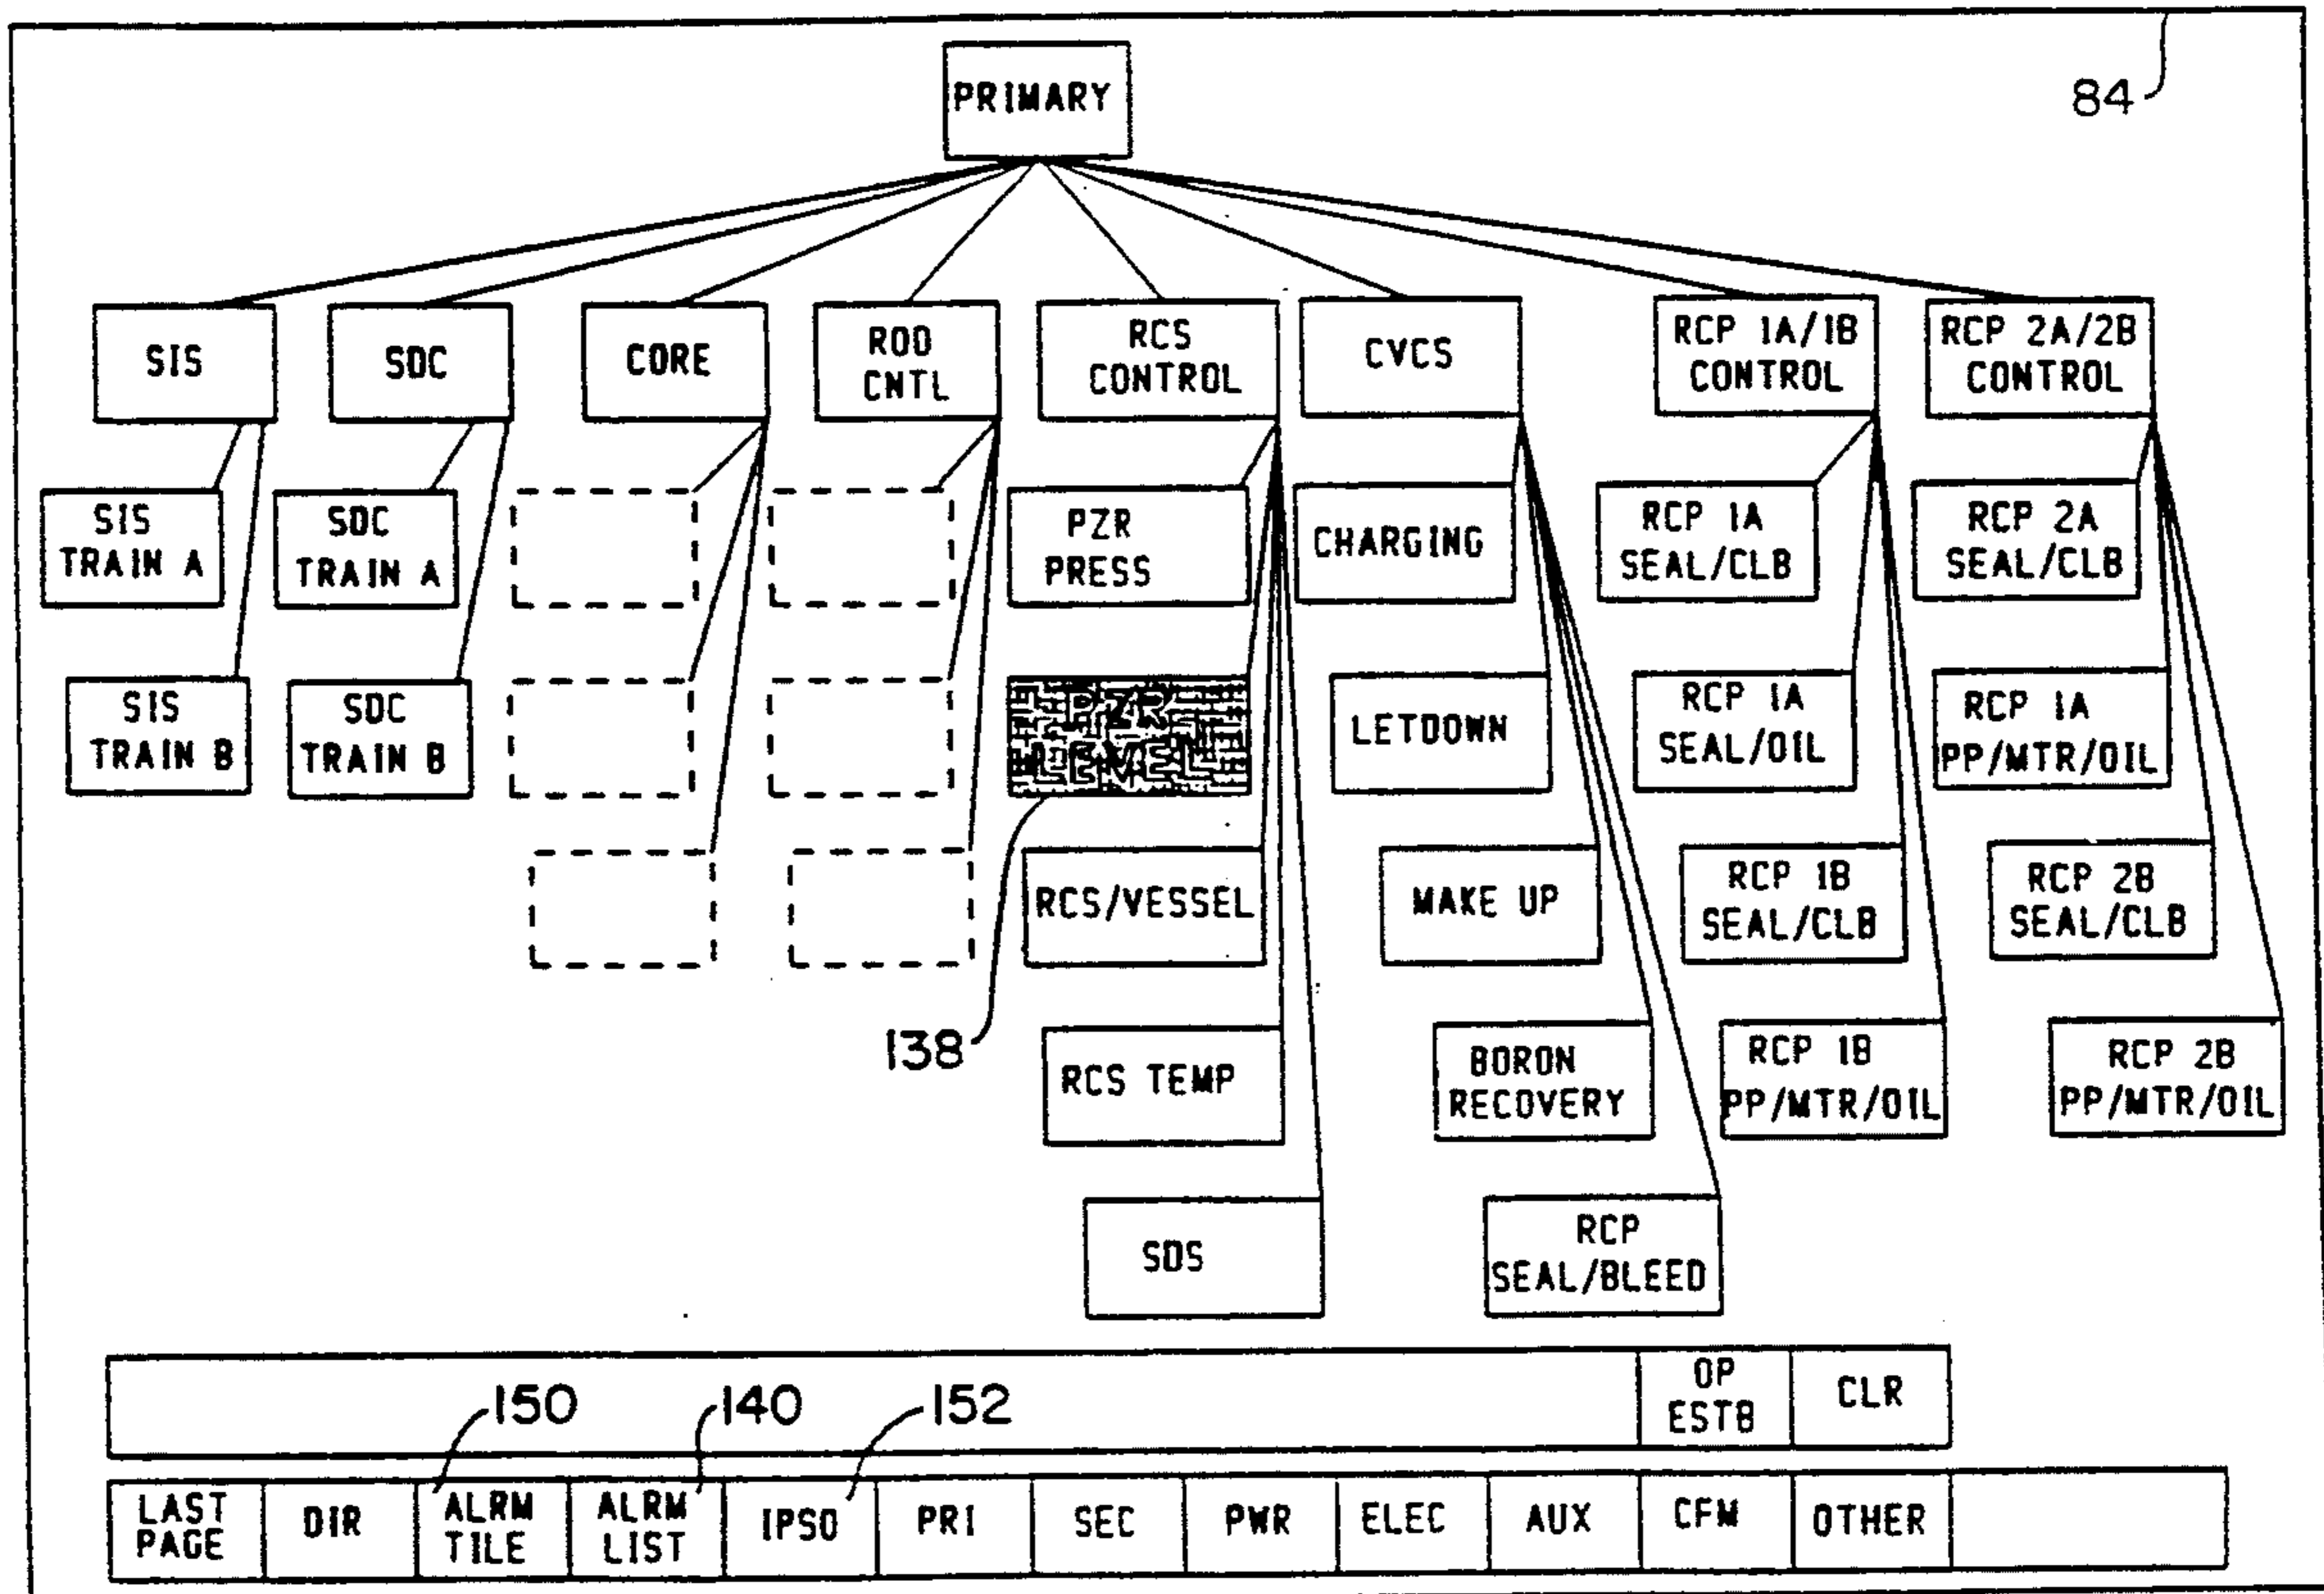 84
PRIMARY
SIS
SDC
CORE
ROD
CNTL
RCS
CONTROL
CVCS
RCP 1A/1B
CONTROL
RCP 2A/2B
CONTROL
SIS
TRAIN A
SDC
TRAIN A
PZR
PRESS
CHARGING
RCP 1A
SEAL/CLB
RCP 2A
SEAL/CLB
SIS
TRAIN B
SDC
TRAIN B
PZR
LEVEL
LETDOWN
RCP 1A
SEAL/OIL
RCP 1A
PP/MTR/OIL
RCS/VESSEL
MAKE UP
RCP 1B
SEAL/CLB
RCP 2B
SEAL/CLB
138
RCS TEMP
BORON
RECOVERY
RCP 1B
PP/MTR/OIL
RCP 2B
PP/MTR/OIL
SDS
RCP
SEAL/BLEED
150
140
152
OP
ESTB
CLR
LAST
PAGE
DIR
ALRM
TILE
ALRM
LIST
IPSO
PRI
SEC
PWR
ELEC
AUX
CFM
OTHER